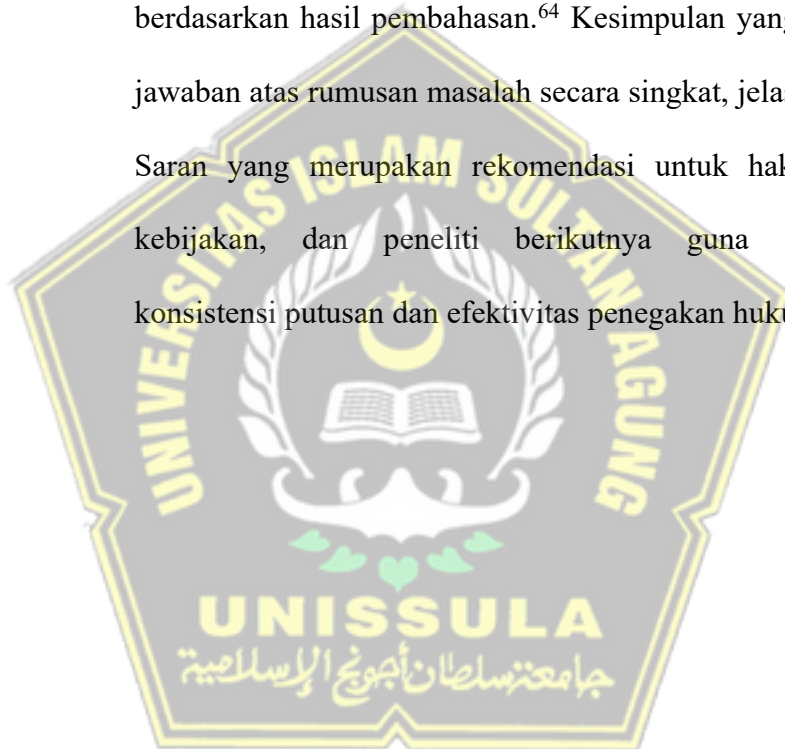 berdasarkan hasil pembahasan.⁶⁴ Kesimpulan yang
jawaban atas rumusan masalah secara singkat, jelas
Saran yang merupakan rekomendasi untuk hak
kebijakan, dan peneliti berikutnya guna
konsistensi putusan dan efektivitas penegakan huku
UNIVERSITAS ISLAM SULTAN AGUNG
UNISSULA
جامعة سلطان أجونج الإسلامية